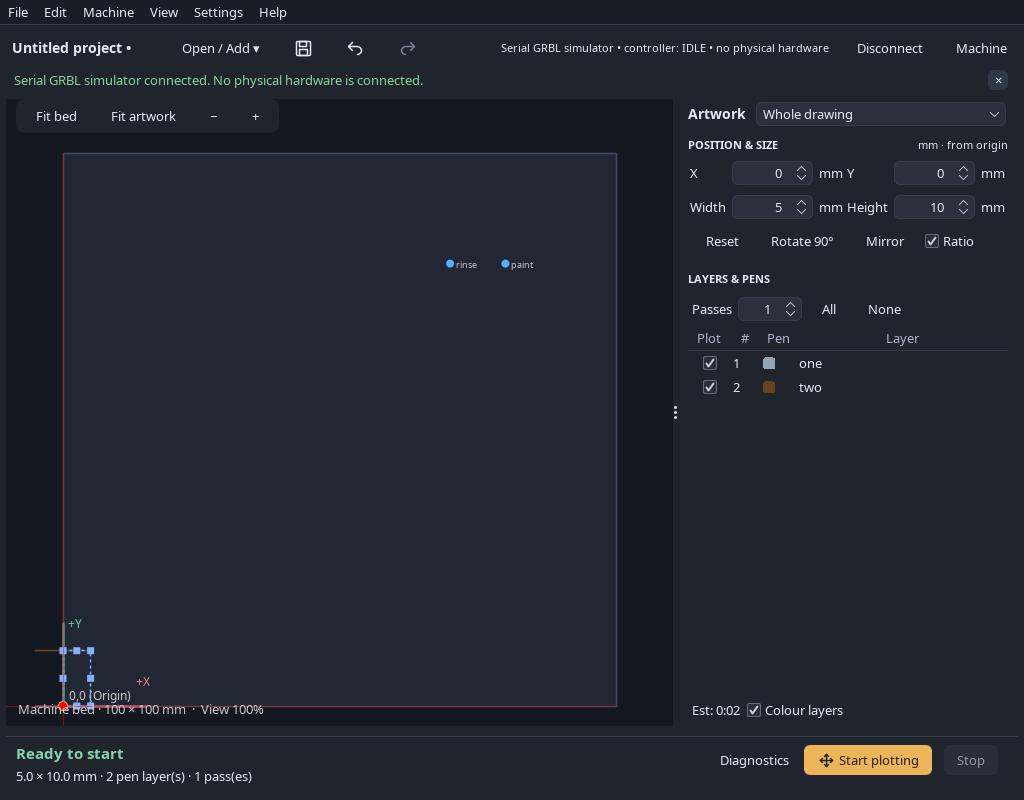 File Edit Machine View Settings Help
Untitled project • Open / Add ▾ Serial GRBL simulator • controller: IDLE • no physical hardware Disconnect Machine
Serial GRBL simulator connected. No physical hardware is connected. ×
Fit bed Fit artwork − +
Artwork Whole drawing
POSITION & SIZE mm · from origin
X 0 mm Y 0 mm
Width 5 mm Height 10 mm
Reset Rotate 90° Mirror Ratio
rinse paint
LAYERS & PENS
Passes 1 All None
Plot # Pen Layer
1 one
2 two
+Y
+X
0,0 (Origin)
Machine bed · 100 × 100 mm · View 100%
Est: 0:02 Colour layers
Ready to start
5.0 × 10.0 mm · 2 pen layer(s) · 1 pass(es)
Diagnostics Start plotting Stop